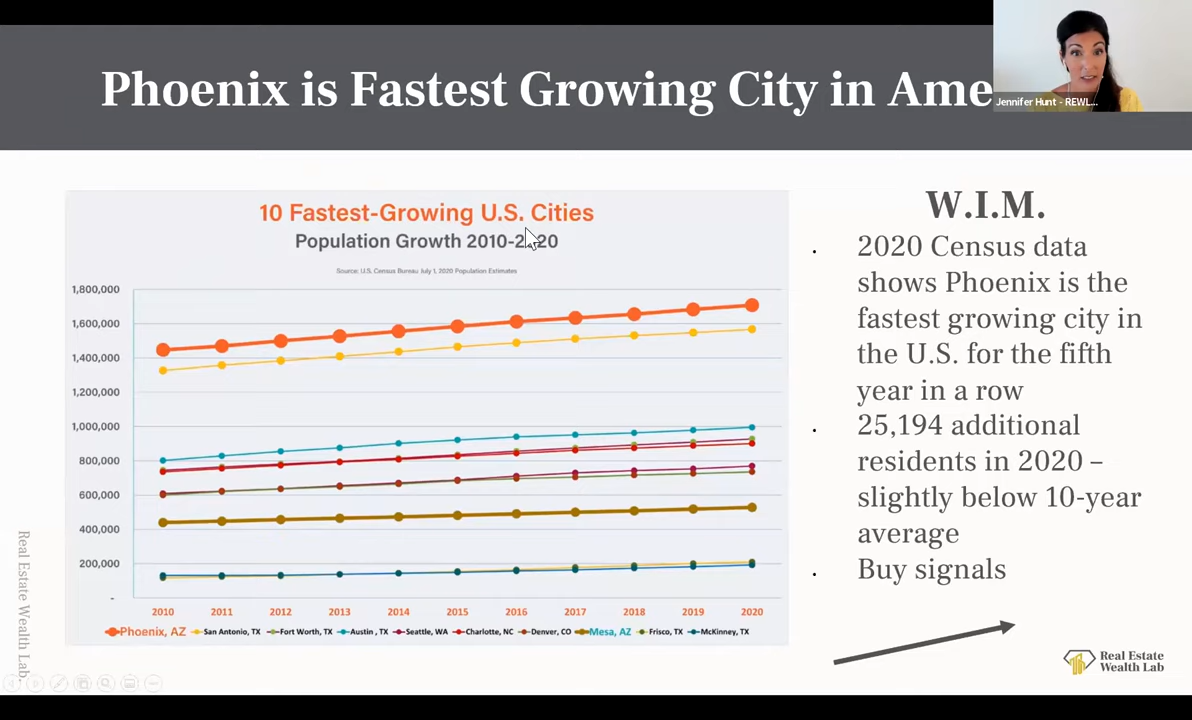 Phoenix is Fastest Growing City in Ame
Jennifer Hunt - REWL...
10 Fastest-Growing U.S. Cities
Population Growth 2010-2020
Source: U.S. Census Bureau July 1, 2020 Population Estimates
1,800,000
1,600,000
1,400,000
1,200,000
1,000,000
800,000
600,000
400,000
200,000
-
2010 2011 2012 2013 2014 2015 2016 2017 2018 2019 2020
Phoenix, AZ San Antonio, TX Fort Worth, TX Austin , TX Seattle, WA Charlotte, NC Denver, CO Mesa, AZ Frisco, TX McKinney, TX
W.I.M.
. 2020 Census data
shows Phoenix is the
fastest growing city in
the U.S. for the fifth
year in a row
. 25,194 additional
residents in 2020 –
slightly below 10-year
average
. Buy signals
Real Estate Wealth Lab.
Real Estate
Wealth Lab